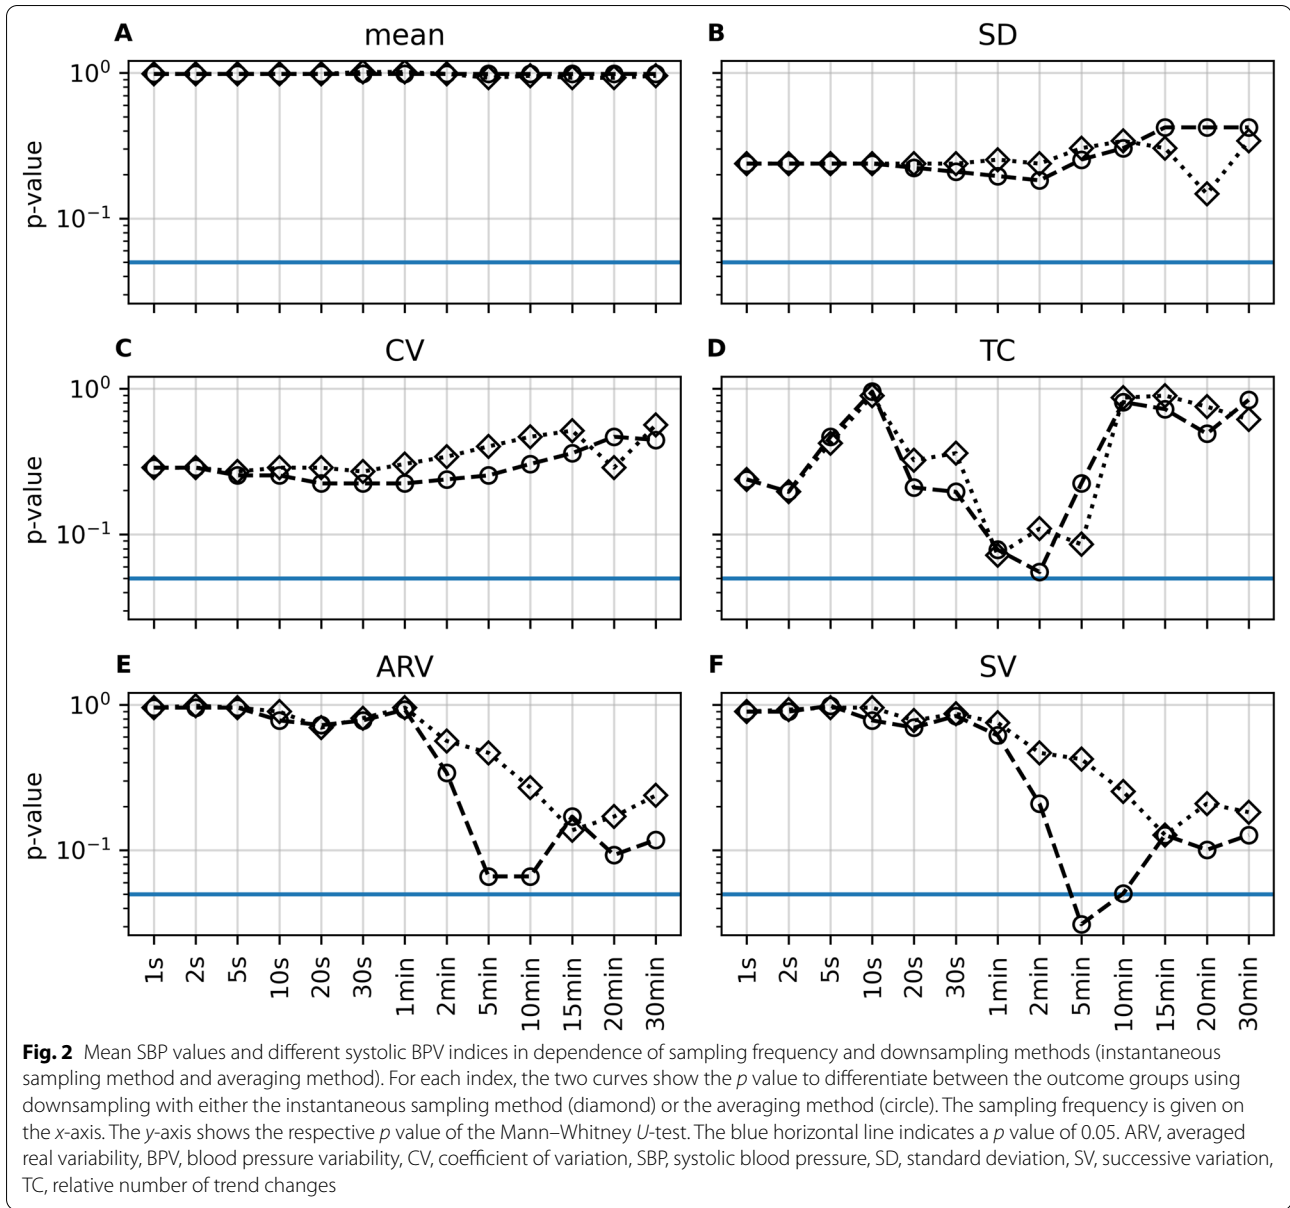 A mean
B SD
p-value
10⁰
10⁻¹
C CV
D TC
p-value
10⁰
10⁻¹
E ARV
F SV
p-value
10⁰
10⁻¹
1s 2s 5s 10s 20s 30s 1min 2min 5min 10min 15min 20min 30min
1s 2s 5s 10s 20s 30s 1min 2min 5min 10min 15min 20min 30min
Fig. 2 Mean SBP values and different systolic BPV indices in dependence of sampling frequency and downsampling methods (instantaneous
sampling method and averaging method). For each index, the two curves show the p value to differentiate between the outcome groups using
downsampling with either the instantaneous sampling method (diamond) or the averaging method (circle). The sampling frequency is given on
the x-axis. The y-axis shows the respective p value of the Mann–Whitney U-test. The blue horizontal line indicates a p value of 0.05. ARV, averaged
real variability, BPV, blood pressure variability, CV, coefficient of variation, SBP, systolic blood pressure, SD, standard deviation, SV, successive variation,
TC, relative number of trend changes